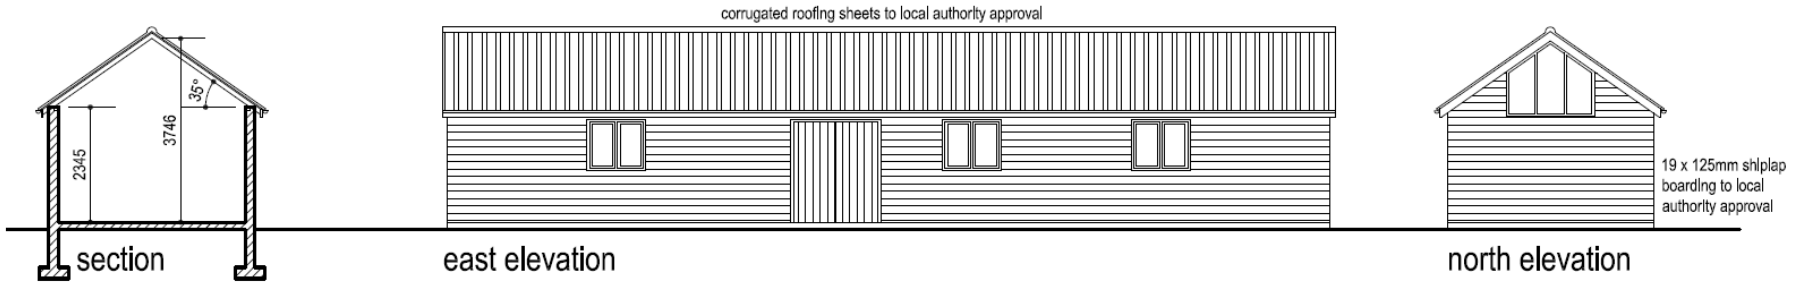 corrugated roofing sheets to local authority approval
35°
3746
2345
19 x 125mm shiplap
boarding to local
authority approval
section
east elevation
north elevation